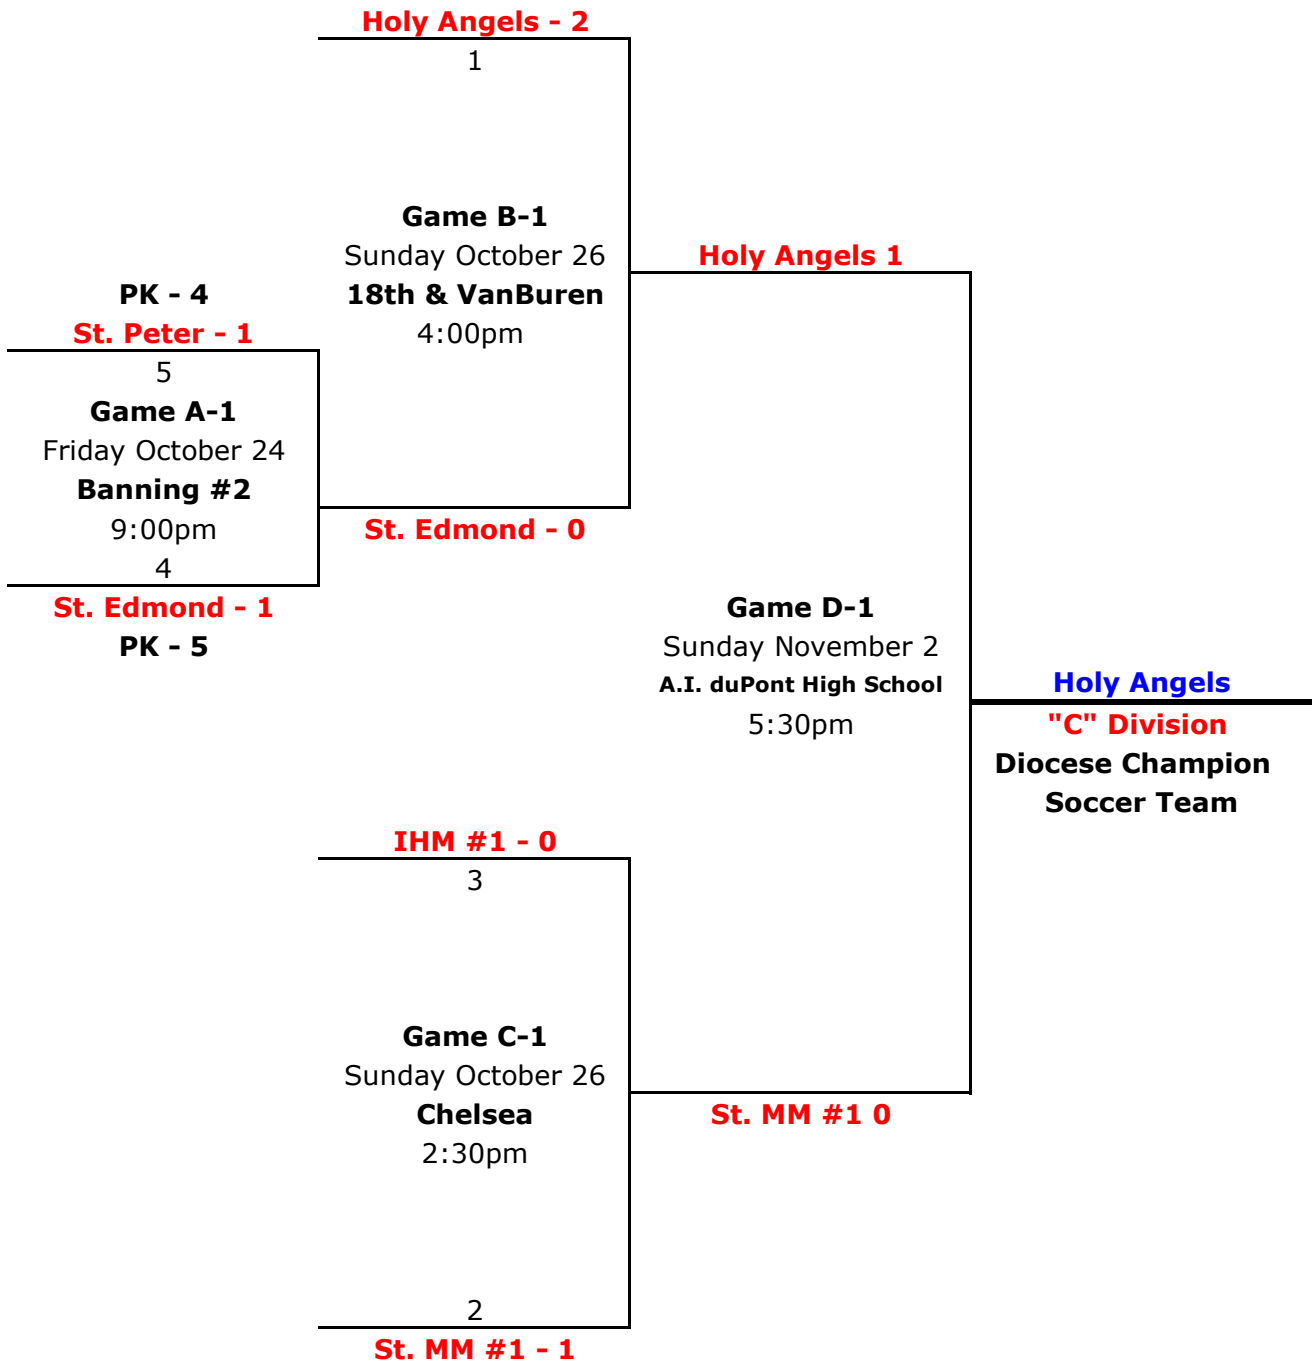 Holy Angels - 2
1
Game B-1
Sunday October 26
18th & VanBuren
4:00pm
Holy Angels 1
PK - 4
St. Peter - 1
5
Game A-1
Friday October 24
Banning #2
9:00pm
4
St. Edmond - 1
PK - 5
St. Edmond - 0
Game D-1
Sunday November 2
A.I. duPont High School
5:30pm
Holy Angels
"C" Division
Diocese Champion
Soccer Team
IHM #1 - 0
3
Game C-1
Sunday October 26
Chelsea
2:30pm
St. MM #1 0
2
St. MM #1 - 1